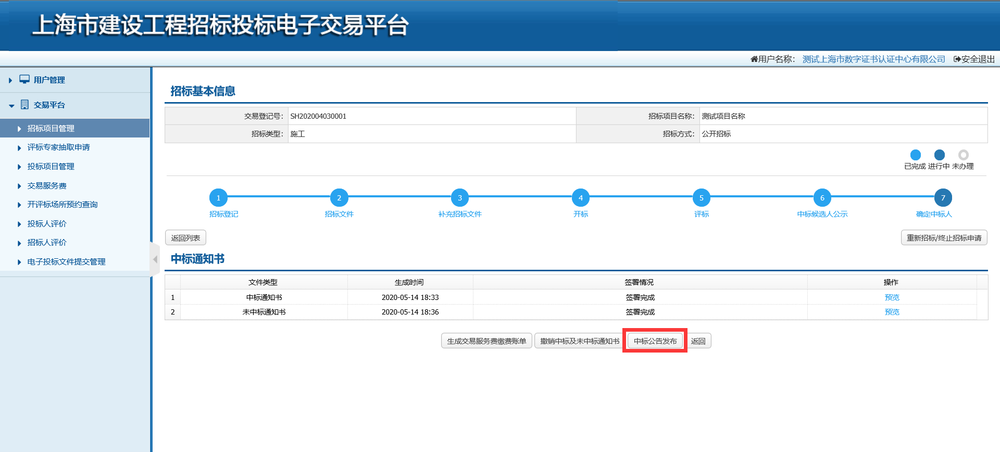 上海市建设工程招标投标电子交易平台
用户名称： 测试上海市数字证书认证中心有限公司 安全退出
用户管理
交易平台
招标项目管理
评标专家抽取申请
投标项目管理
交易服务费
开评标场所预约查询
投标人评价
招标人评价
电子投标文件提交管理
招标基本信息
交易登记号： SH202004030001 招标项目名称： 测试项目名称
招标类型： 施工 招标方式： 公开招标
已完成 进行中 未办理
1 2 3 4 5 6 7
招标登记 招标文件 补充招标文件 开标 评标 中标候选人公示 确定中标人
返回列表 重新招标/终止招标申请
中标通知书
文件类型 生成时间 签署情况 操作
1 中标通知书 2020-05-14 18:33 签署完成 预览
2 未中标通知书 2020-05-14 18:36 签署完成 预览
生成交易服务费缴费账单 撤销中标及未中标通知书 中标公告发布 返回